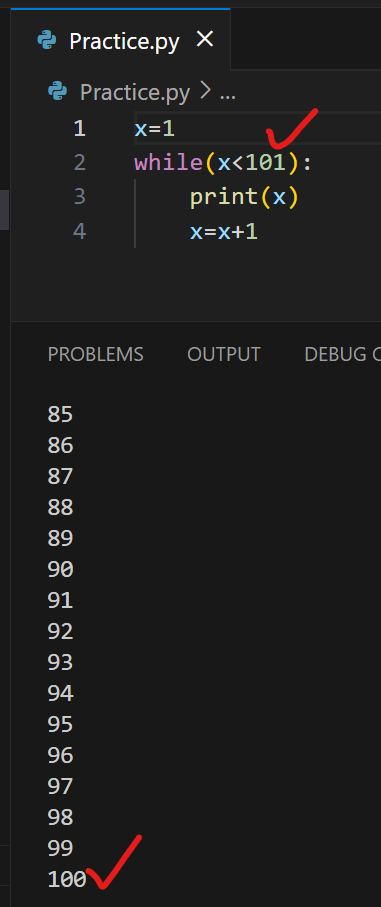 Practice.py ×
Practice.py > ...
1 x=1
2 while(x<101):
3     print(x)
4     x=x+1
PROBLEMS OUTPUT DEBUG C
85
86
87
88
89
90
91
92
93
94
95
96
97
98
99
100